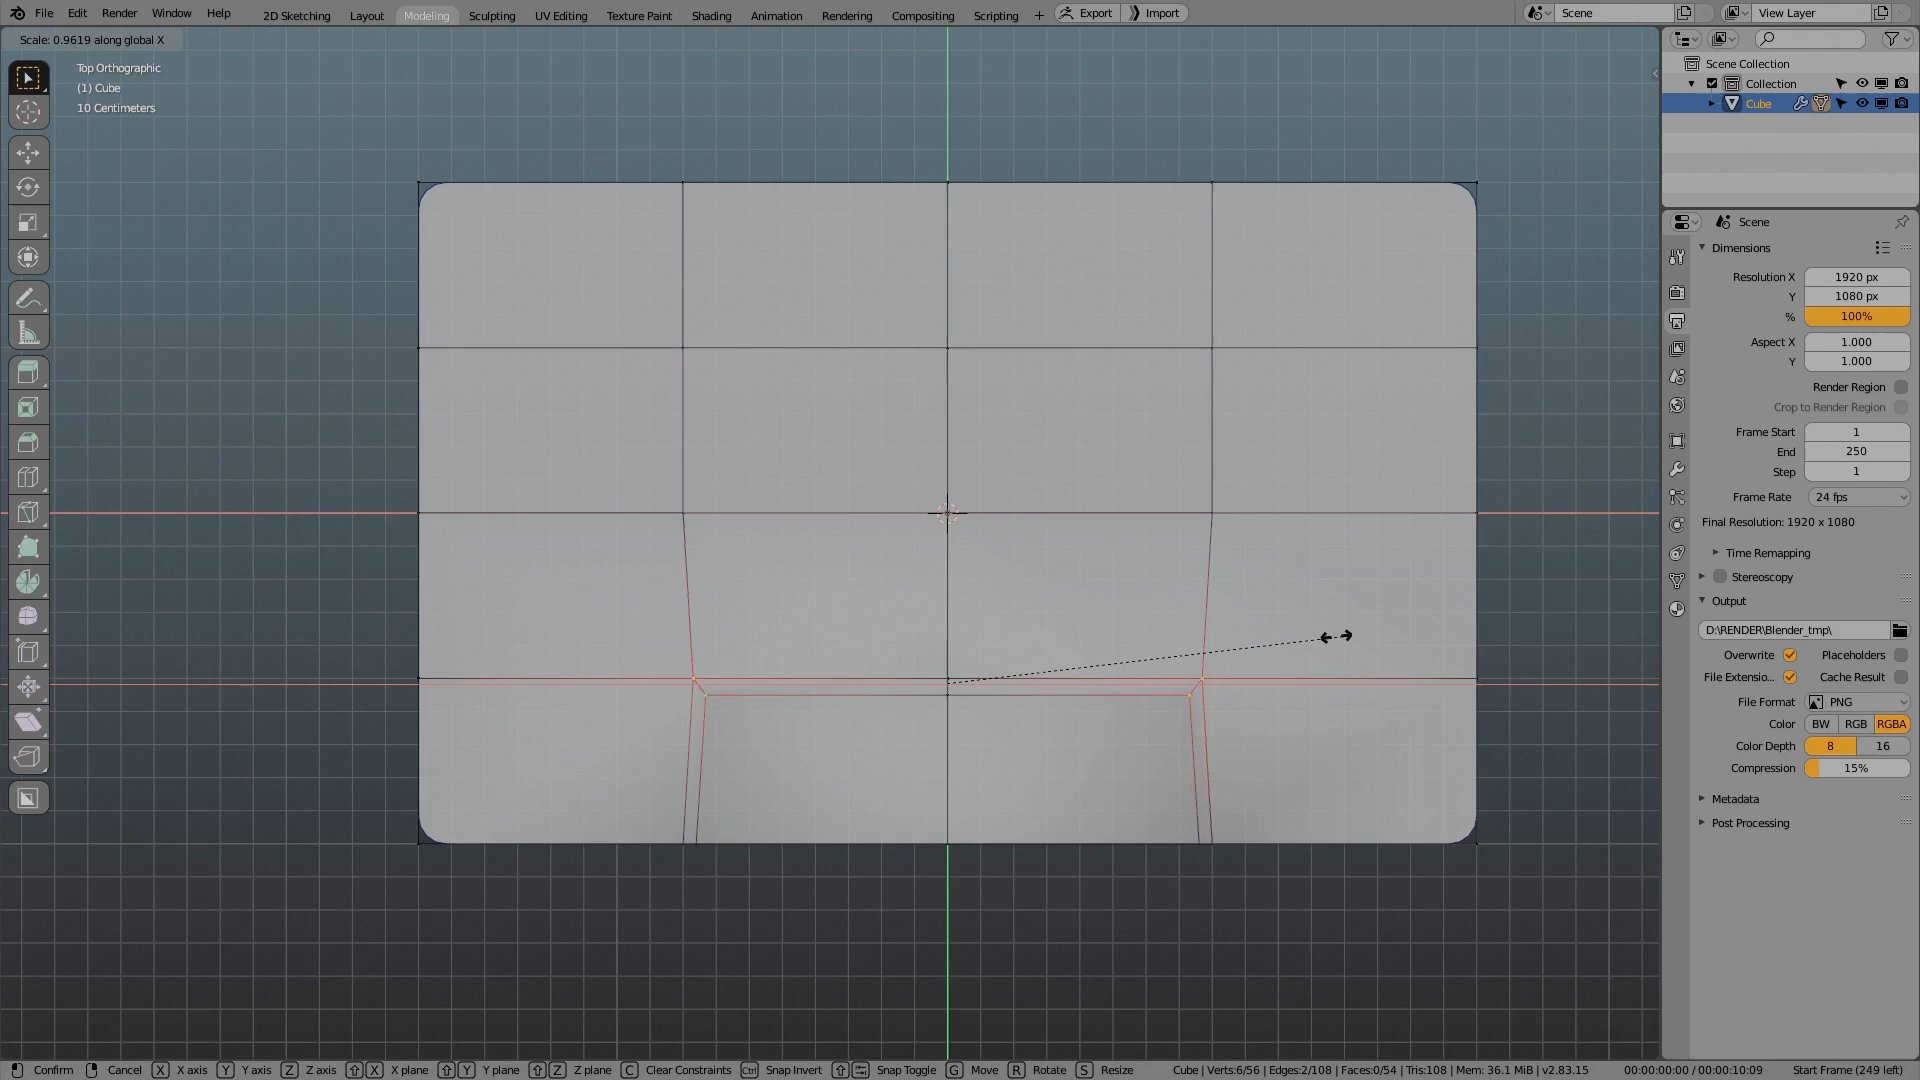 File Edit Render Window Help 2D Sketching Layout Modeling Sculpting UV Editing Texture Paint Shading Animation Rendering Compositing Scripting + Export Import Scene View Layer
Scale: 0.9619 along global X
Top Orthographic
(1) Cube
10 Centimeters
Scene Collection
Collection
Cube
Scene
Dimensions
Resolution X 1920 px
Y 1080 px
% 100%
Aspect X 1.000
Y 1.000
Render Region
Crop to Render Region
Frame Start 1
End 250
Step 1
Frame Rate 24 fps
Final Resolution: 1920 x 1080
Time Remapping
Stereoscopy
Output
D:\RENDER\Blender_tmp\
Overwrite Placeholders
File Extensio... Cache Result
File Format PNG
Color BW RGB RGBA
Color Depth 8 16
Compression 15%
Metadata
Post Processing
Confirm Cancel X X axis Y Y axis Z Z axis X X plane Y Y plane Z Z plane C Clear Constraints Ctrl Snap Invert Snap Toggle G Move R Rotate S Resize Cube | Verts:6/56 | Edges:2/108 | Faces:0/54 | Tris:108 | Mem: 36.1 MiB | v2.83.15 00:00:00:00 / 00:00:10:09 Start Frame (249 left)